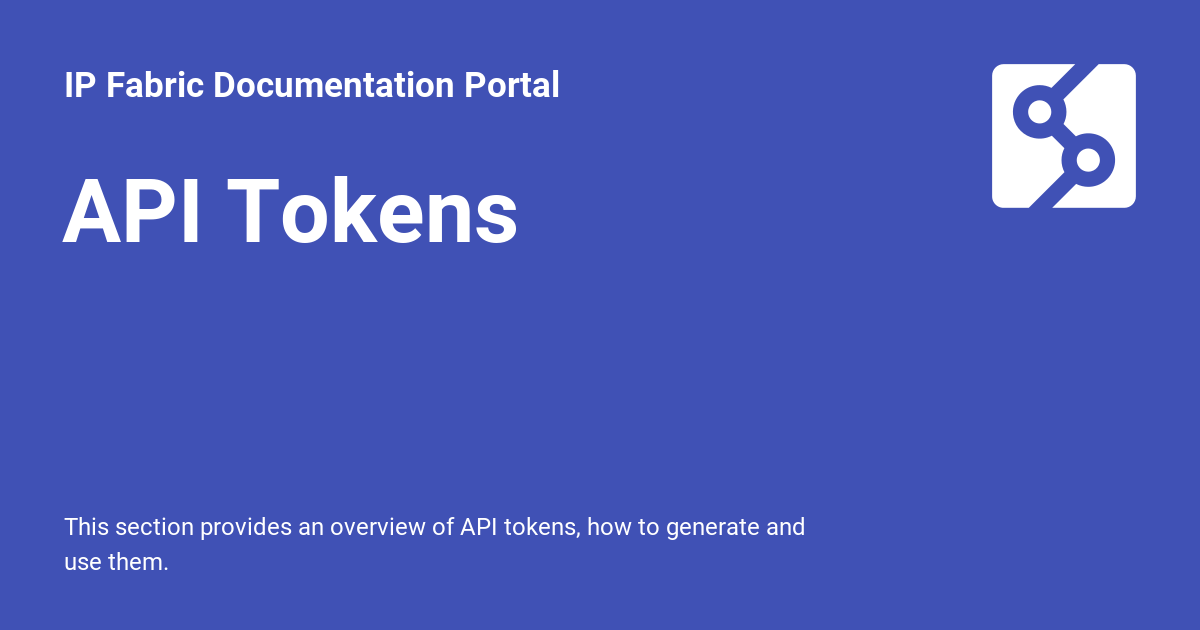 IP Fabric Documentation Portal
API Tokens
This section provides an overview of API tokens, how to generate and
use them.